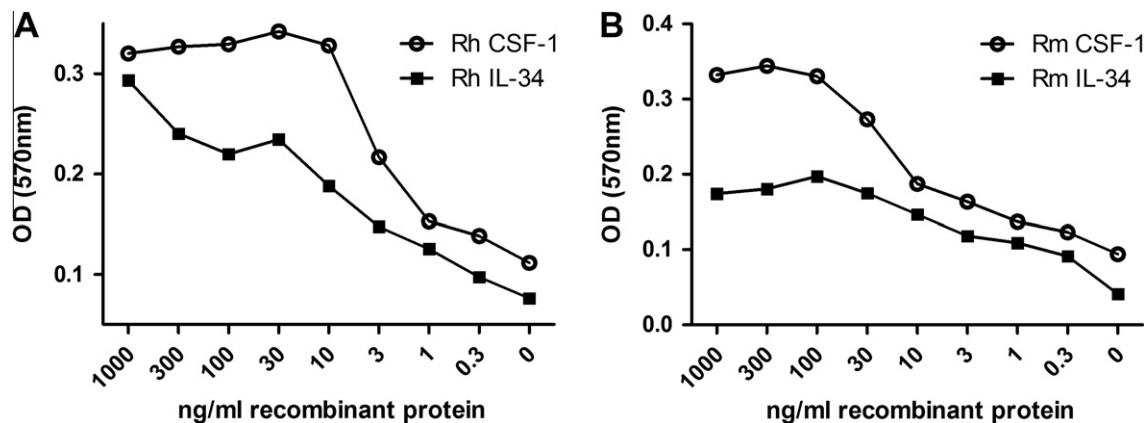 A
OD (570nm)
0.3
0.2
0.1
Rh CSF-1
Rh IL-34
1000 300 100 30 10 3 1 0.3 0
ng/ml recombinant protein
B
OD (570nm)
0.4
0.3
0.2
0.1
0.0
Rm CSF-1
Rm IL-34
1000 300 100 30 10 3 1 0.3 0
ng/ml recombinant protein